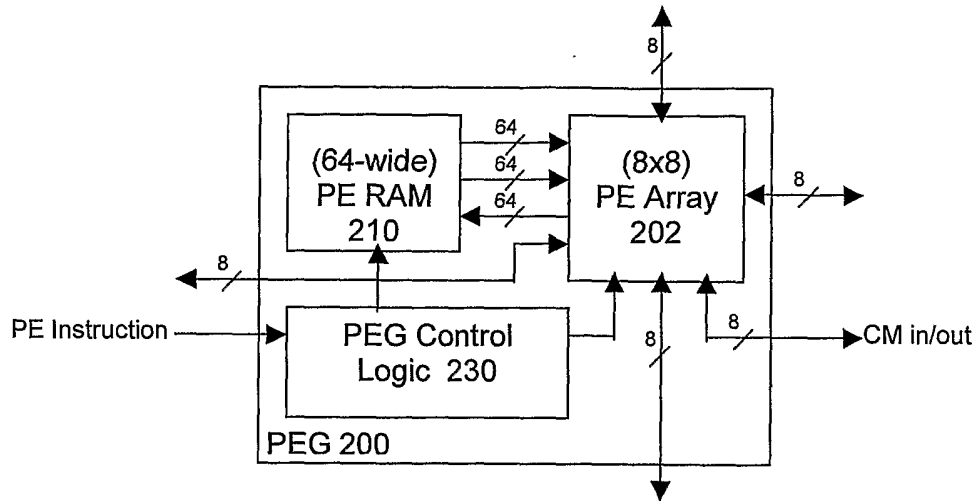 8
64
(64-wide)
PE RAM
210
64
64
(8x8)
PE Array
202
8
8
PE Instruction
PEG Control
Logic 230
8
8
CM in/out
PEG 200